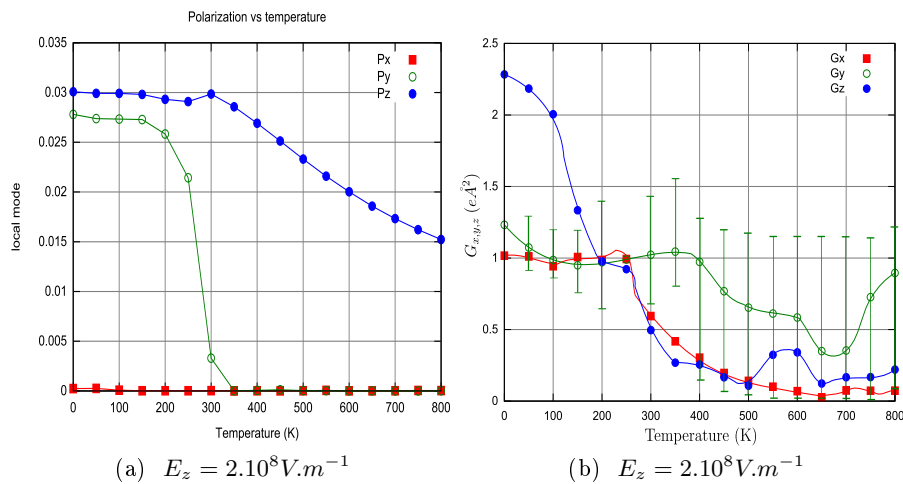 Polarization vs temperature
0.035
0.03
0.025
0.02
0.015
0.01
0.005
0
local mode
Px
Py
Pz
0 100 200 300 400 500 600 700 800
Temperature (K)
(a) E_z = 2.10^8 V.m^{-1}
2.5
2
1.5
1
0.5
0
G_{x,y,z} (eÅ^2)
Gx
Gy
Gz
0 100 200 300 400 500 600 700 800
Temperature (K)
(b) E_z = 2.10^8 V.m^{-1}